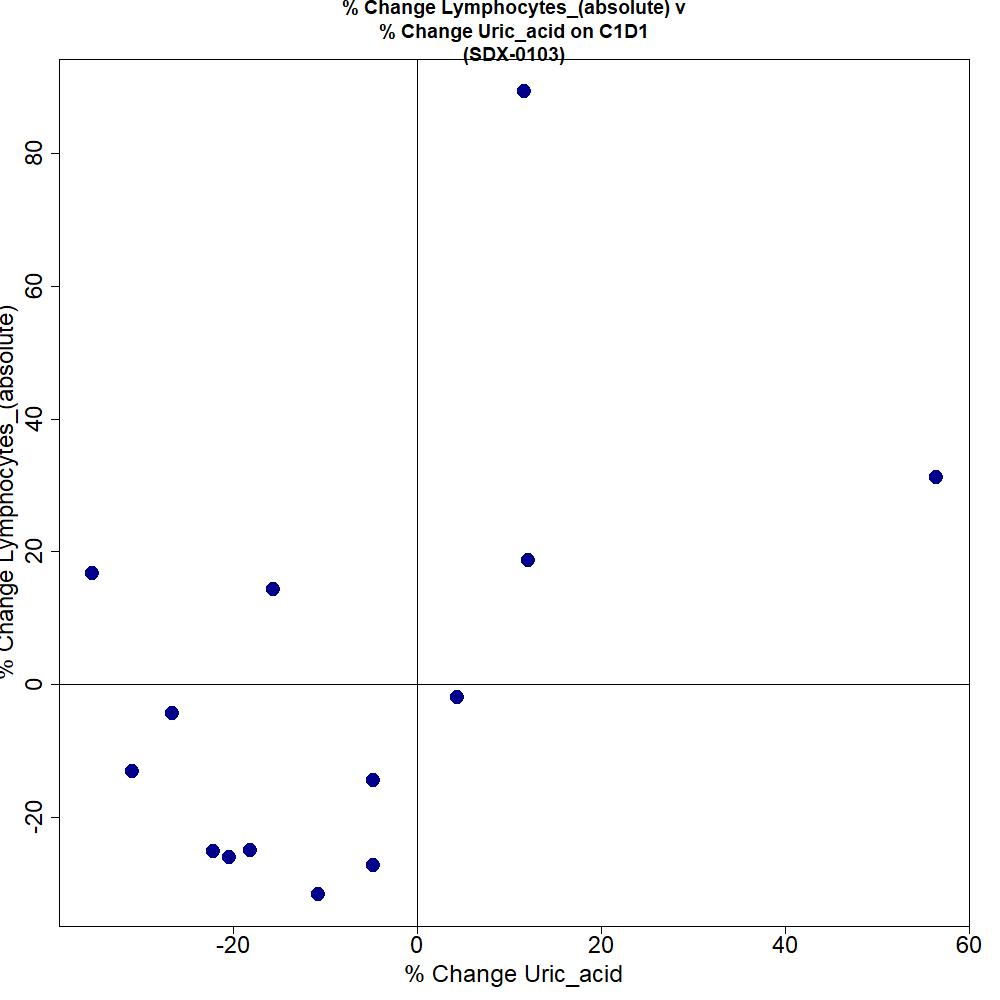 % Change Lymphocytes_(absolute) v
% Change Uric_acid on C1D1
(SDX-0103)
% Change Lymphocytes_(absolute)
80
60
40
20
0
-20
-20
0
20
40
60
% Change Uric_acid